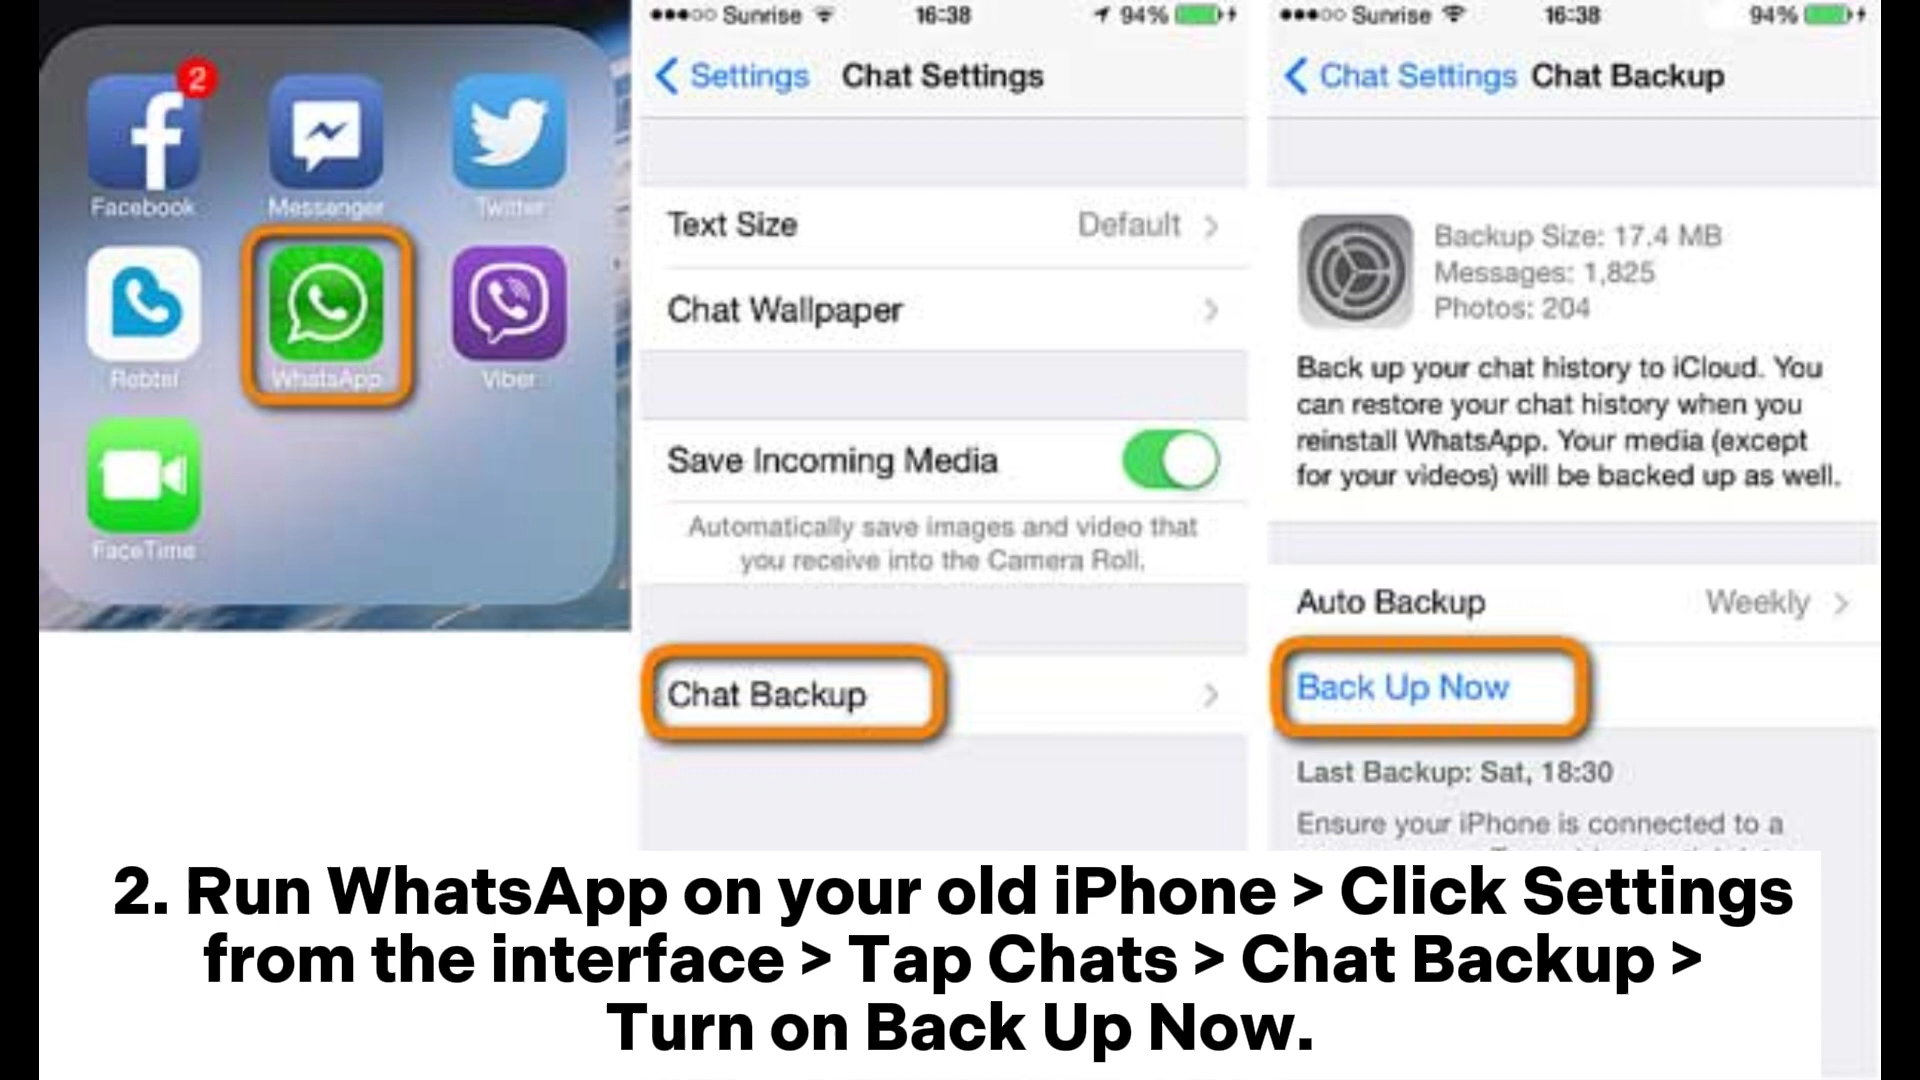 2
Facebook
Messenger
Twitter
Rebtel
WhatsApp
Viber
FaceTime
Sunrise
16:38
94%
Settings
Chat Settings
Text Size
Default
Chat Wallpaper
Save Incoming Media
Automatically save images and video that
you receive into the Camera Roll.
Chat Backup
Sunrise
16:38
94%
Chat Settings
Chat Backup
Backup Size: 17.4 MB
Messages: 1,825
Photos: 204
Back up your chat history to iCloud. You
can restore your chat history when you
reinstall WhatsApp. Your media (except
for your videos) will be backed up as well.
Auto Backup
Weekly
Back Up Now
Last Backup: Sat, 18:30
Ensure your iPhone is connected to a
2. Run WhatsApp on your old iPhone > Click Settings
from the interface > Tap Chats > Chat Backup >
Turn on Back Up Now.